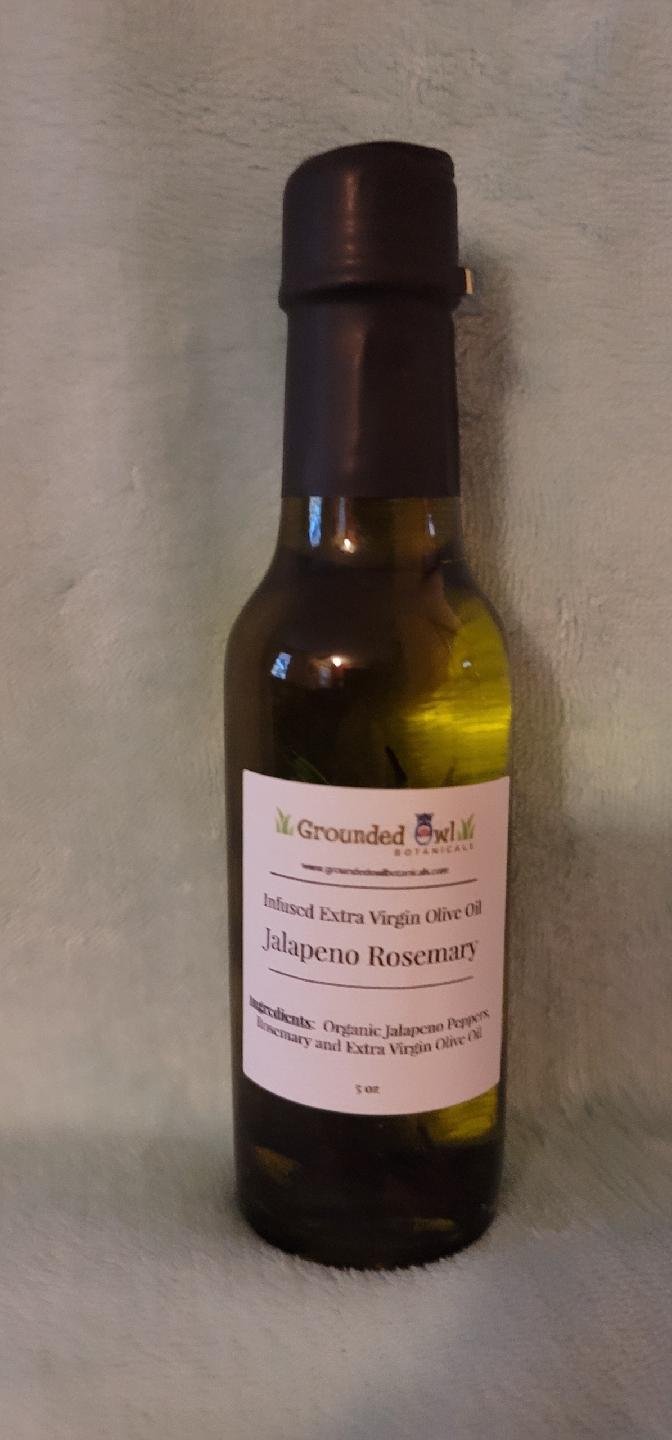 Grounded Owl
BOTANICALS
www.groundedowlbotanicals.com
Infused Extra Virgin Olive Oil
Jalapeno Rosemary
Ingredients: Organic Jalapeno Peppers,
Rosemary and Extra Virgin Olive Oil
5 oz